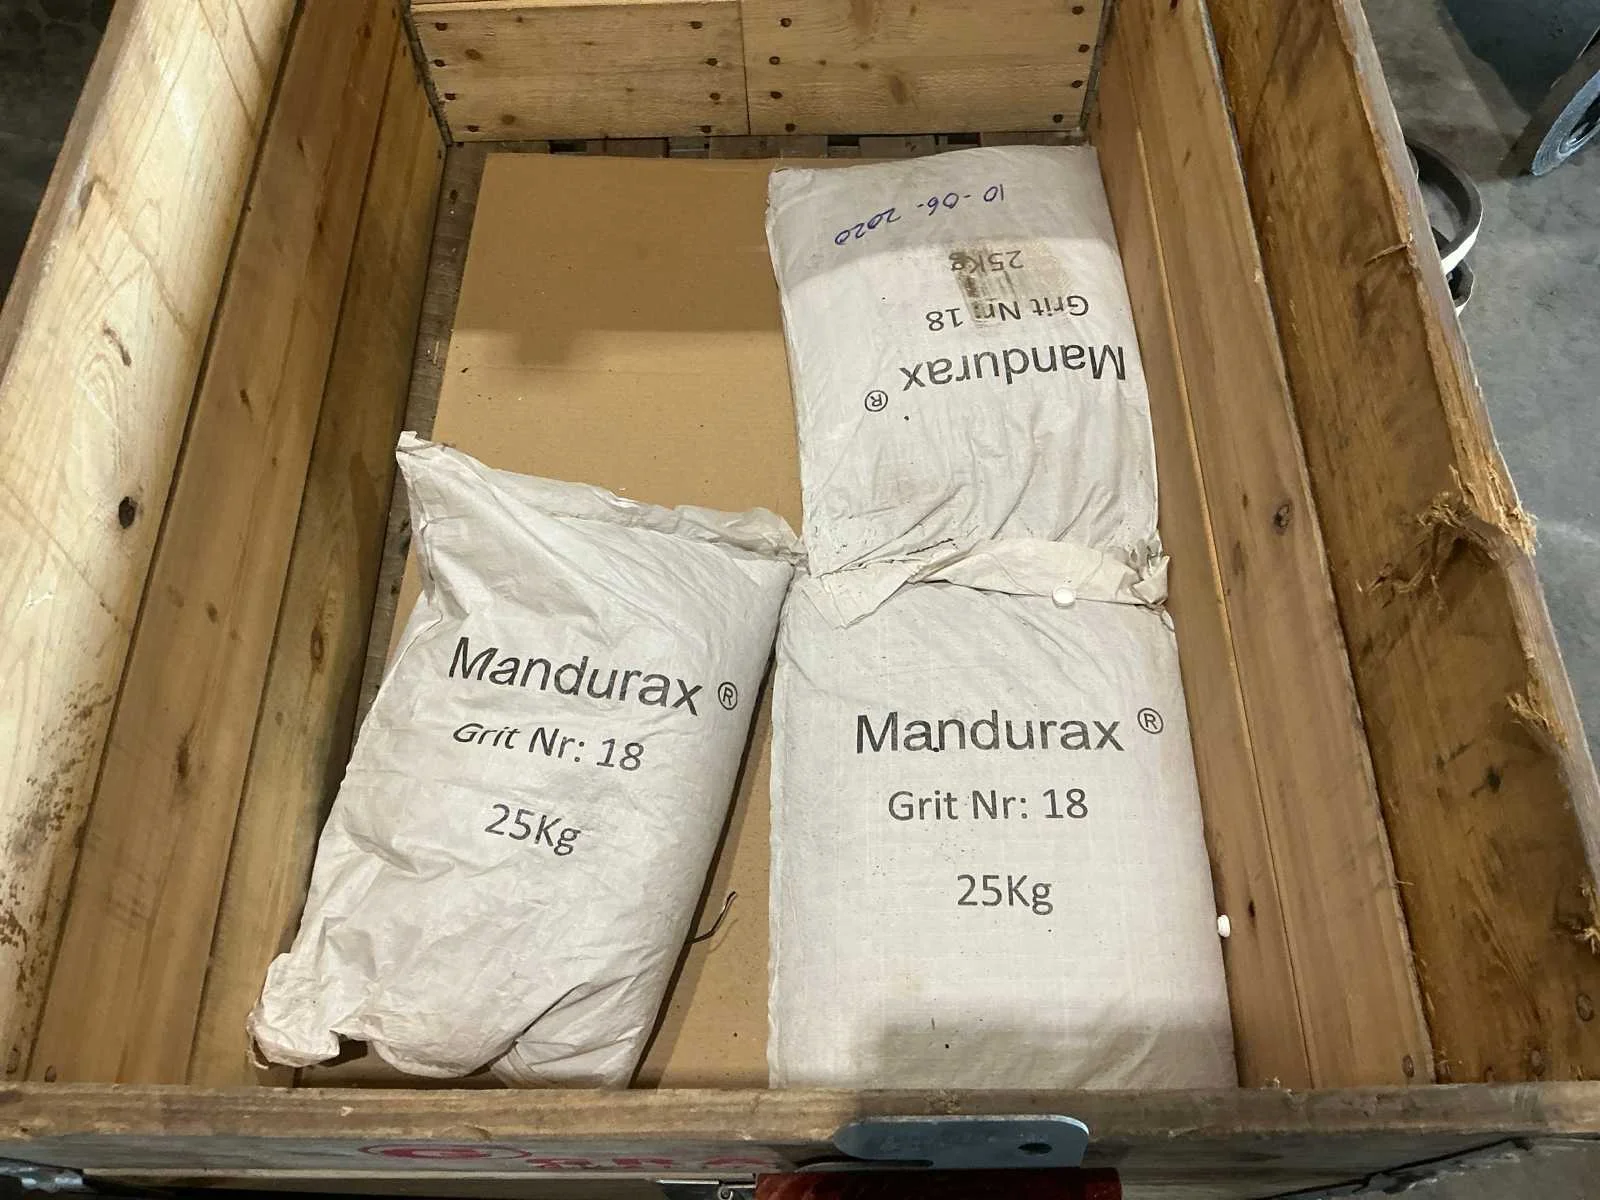 10-06-2020
25Kg
Grit Nr: 18
Mandurax ®
Mandurax ®
Grit Nr: 18
25Kg
Mandurax ®
Grit Nr: 18
25Kg